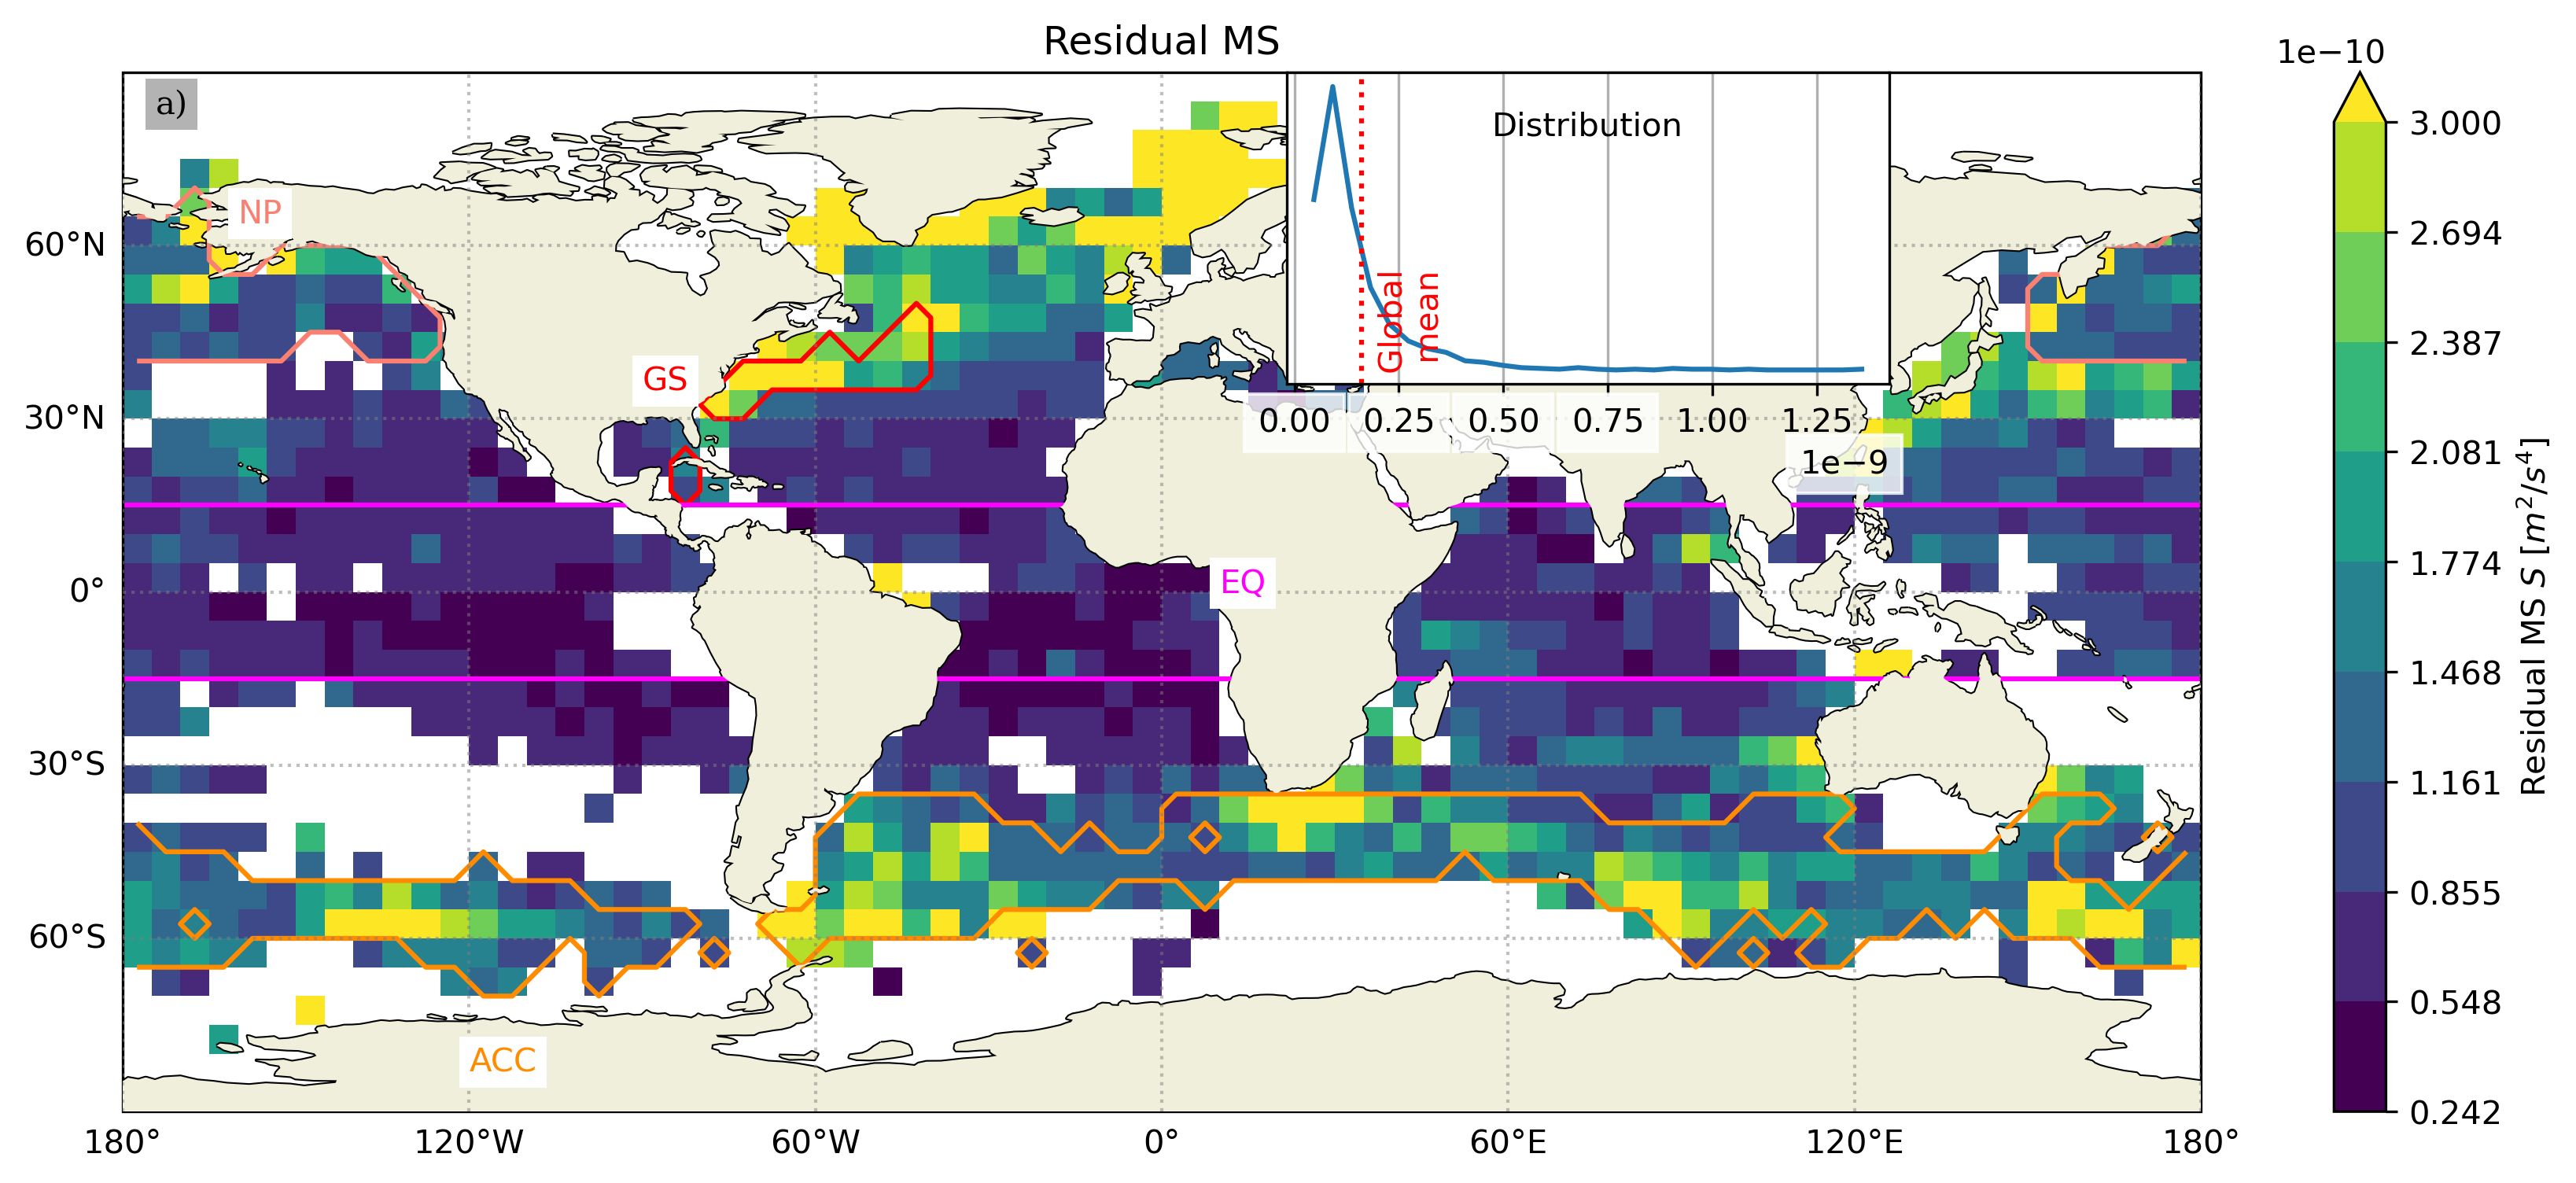 Residual MS
1e−10
a)
Distribution
3.000
NP
2.694
60°N
60°N
2.387
Global
mean
GS
0.00 0.25 0.50 0.75 1.00 1.25
30°N
2.081
1e−9
1.774
EQ
0°
1.468
Residual MS S [m²/s⁴]
30°S
1.161
0.855
60°S
0.548
ACC
0.242
180° 120°W 60°W 0° 60°E 120°E 180°